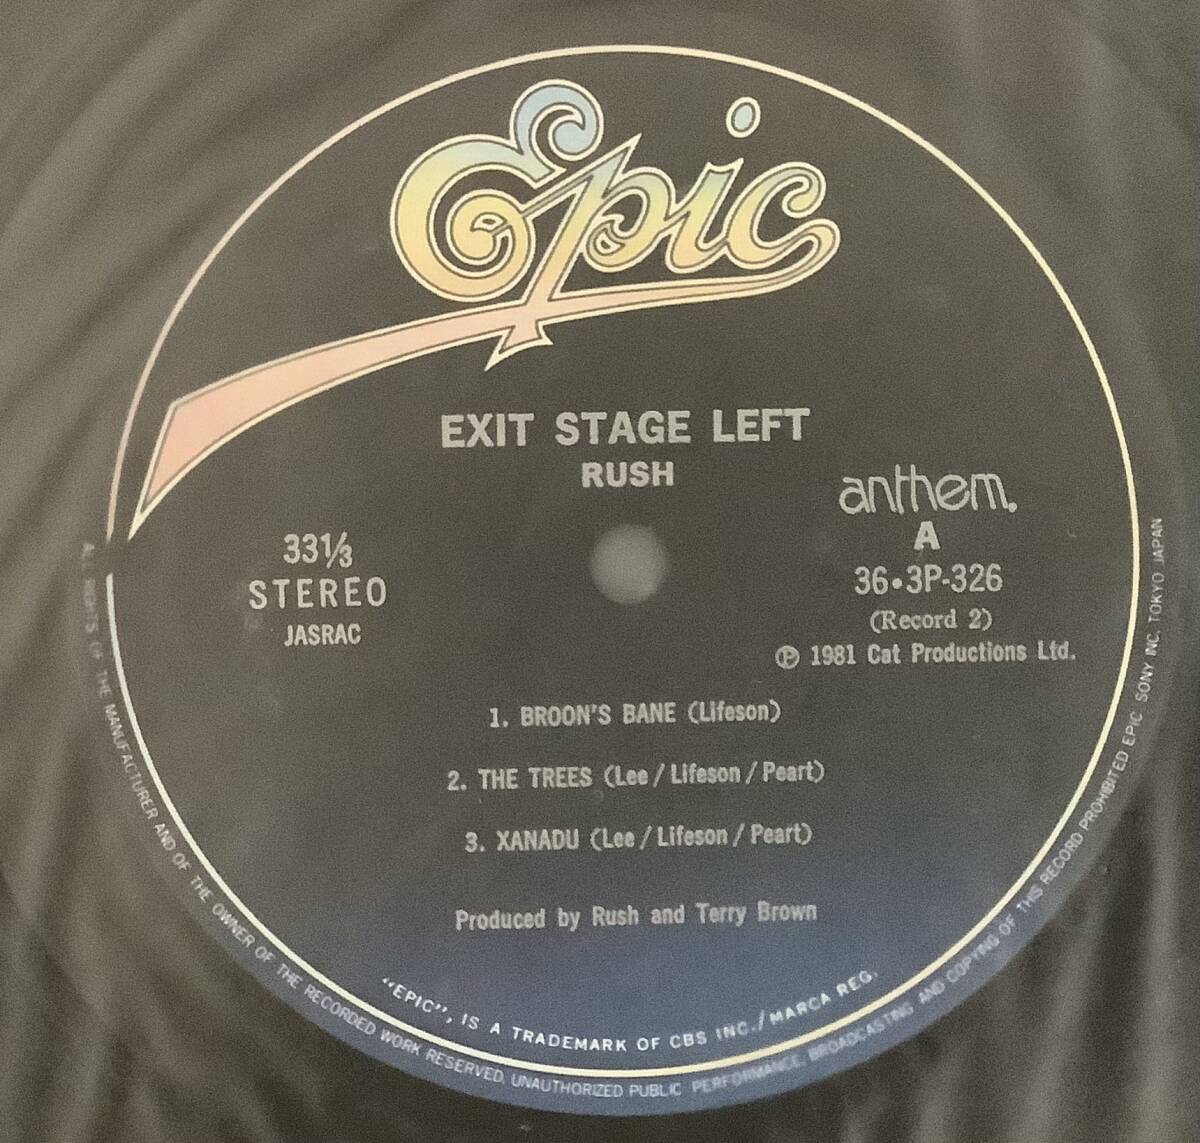 Epic
EXIT STAGE LEFT
RUSH
anthem.
A
36•3P-326
(Record 2)
℗ 1981 Cat Productions Ltd.
33⅓
STEREO
JASRAC
1. BROON'S BANE (Lifeson)
2. THE TREES (Lee/Lifeson/Peart)
3. XANADU (Lee/Lifeson/Peart)
Produced by Rush and Terry Brown
"EPIC", IS A TRADEMARK OF CBS INC./MARCA REG.
ALL RIGHTS OF THE MANUFACTURER AND OF THE OWNER OF THE RECORDED WORK RESERVED. UNAUTHORIZED PUBLIC PERFORMANCE, BROADCASTING AND COPYING OF THIS RECORD PROHIBITED EPIC SONY INC. TOKYO JAPAN